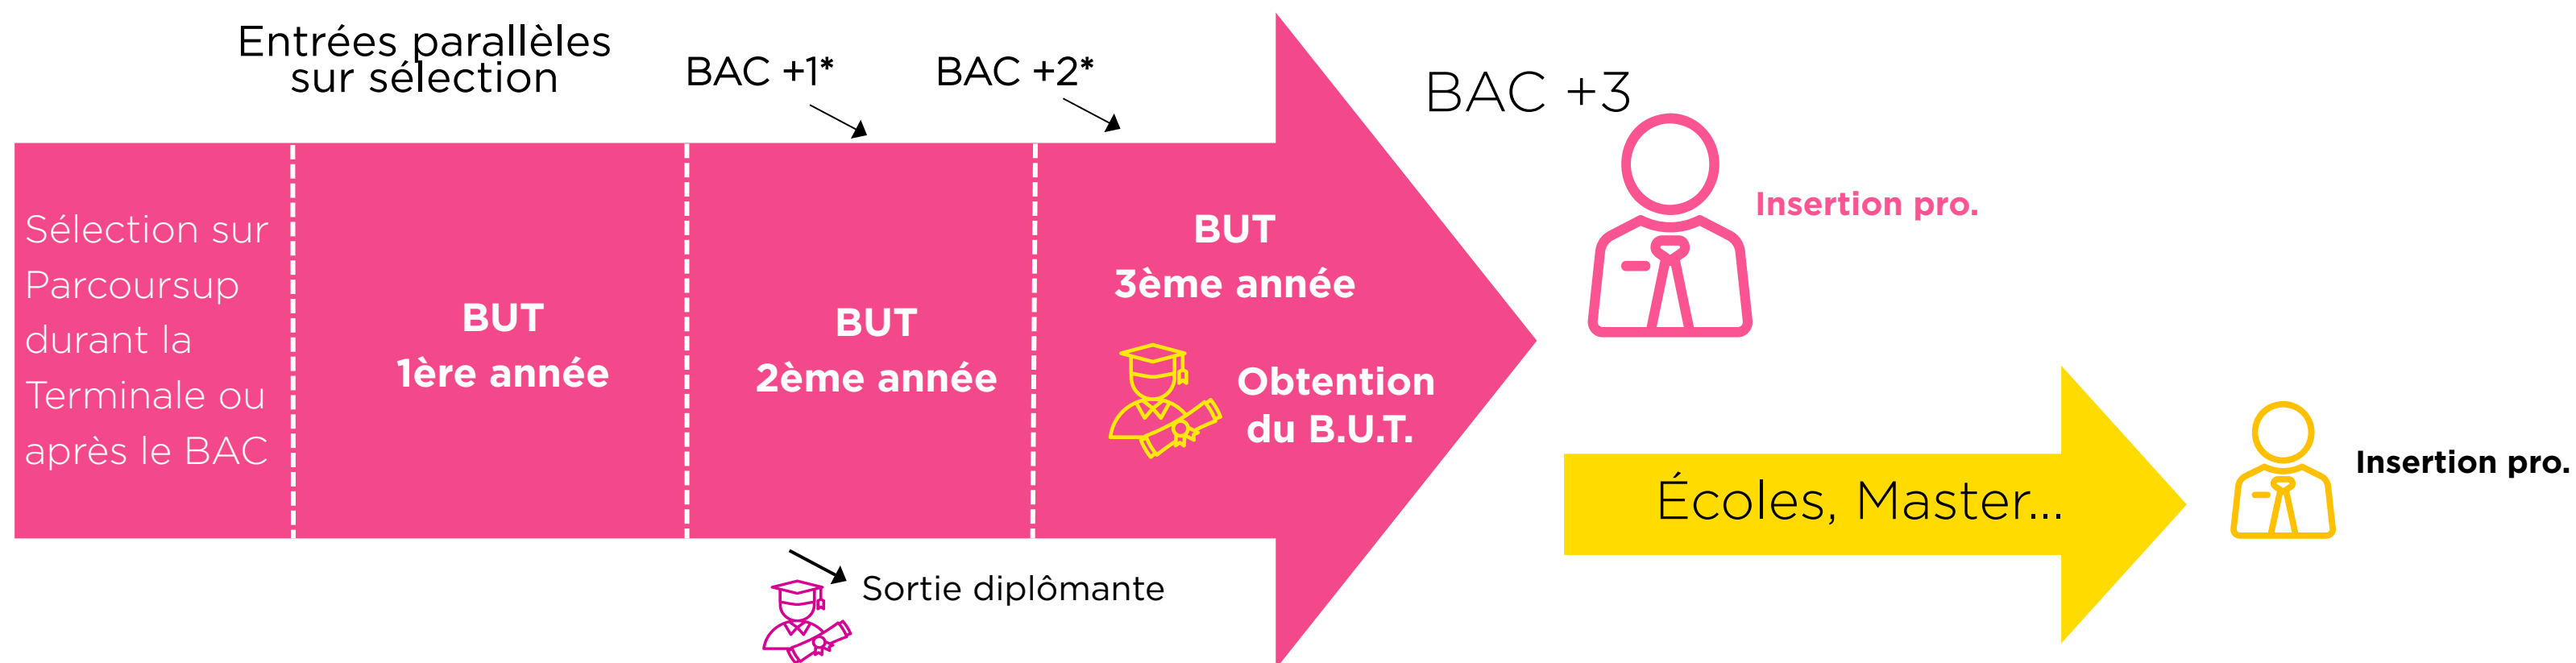 Entrées parallèles
sur sélection
BAC +1*
BAC +2*
BAC +3
Sélection sur
Parcoursup
durant la
Terminale ou
après le BAC
BUT
1ère année
BUT
2ème année
BUT
3ème année
Obtention
du B.U.T.
Insertion pro.
Écoles, Master...
Insertion pro.
Sortie diplômante